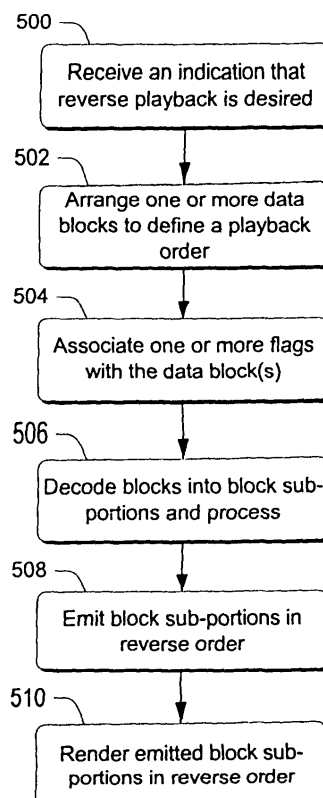 500
Receive an indication that
reverse playback is desired
502
Arrange one or more data
blocks to define a playback
order
504
Associate one or more flags
with the data block(s)
506
Decode blocks into block sub-
portions and process
508
Emit block sub-portions in
reverse order
510
Render emitted block sub-
portions in reverse order